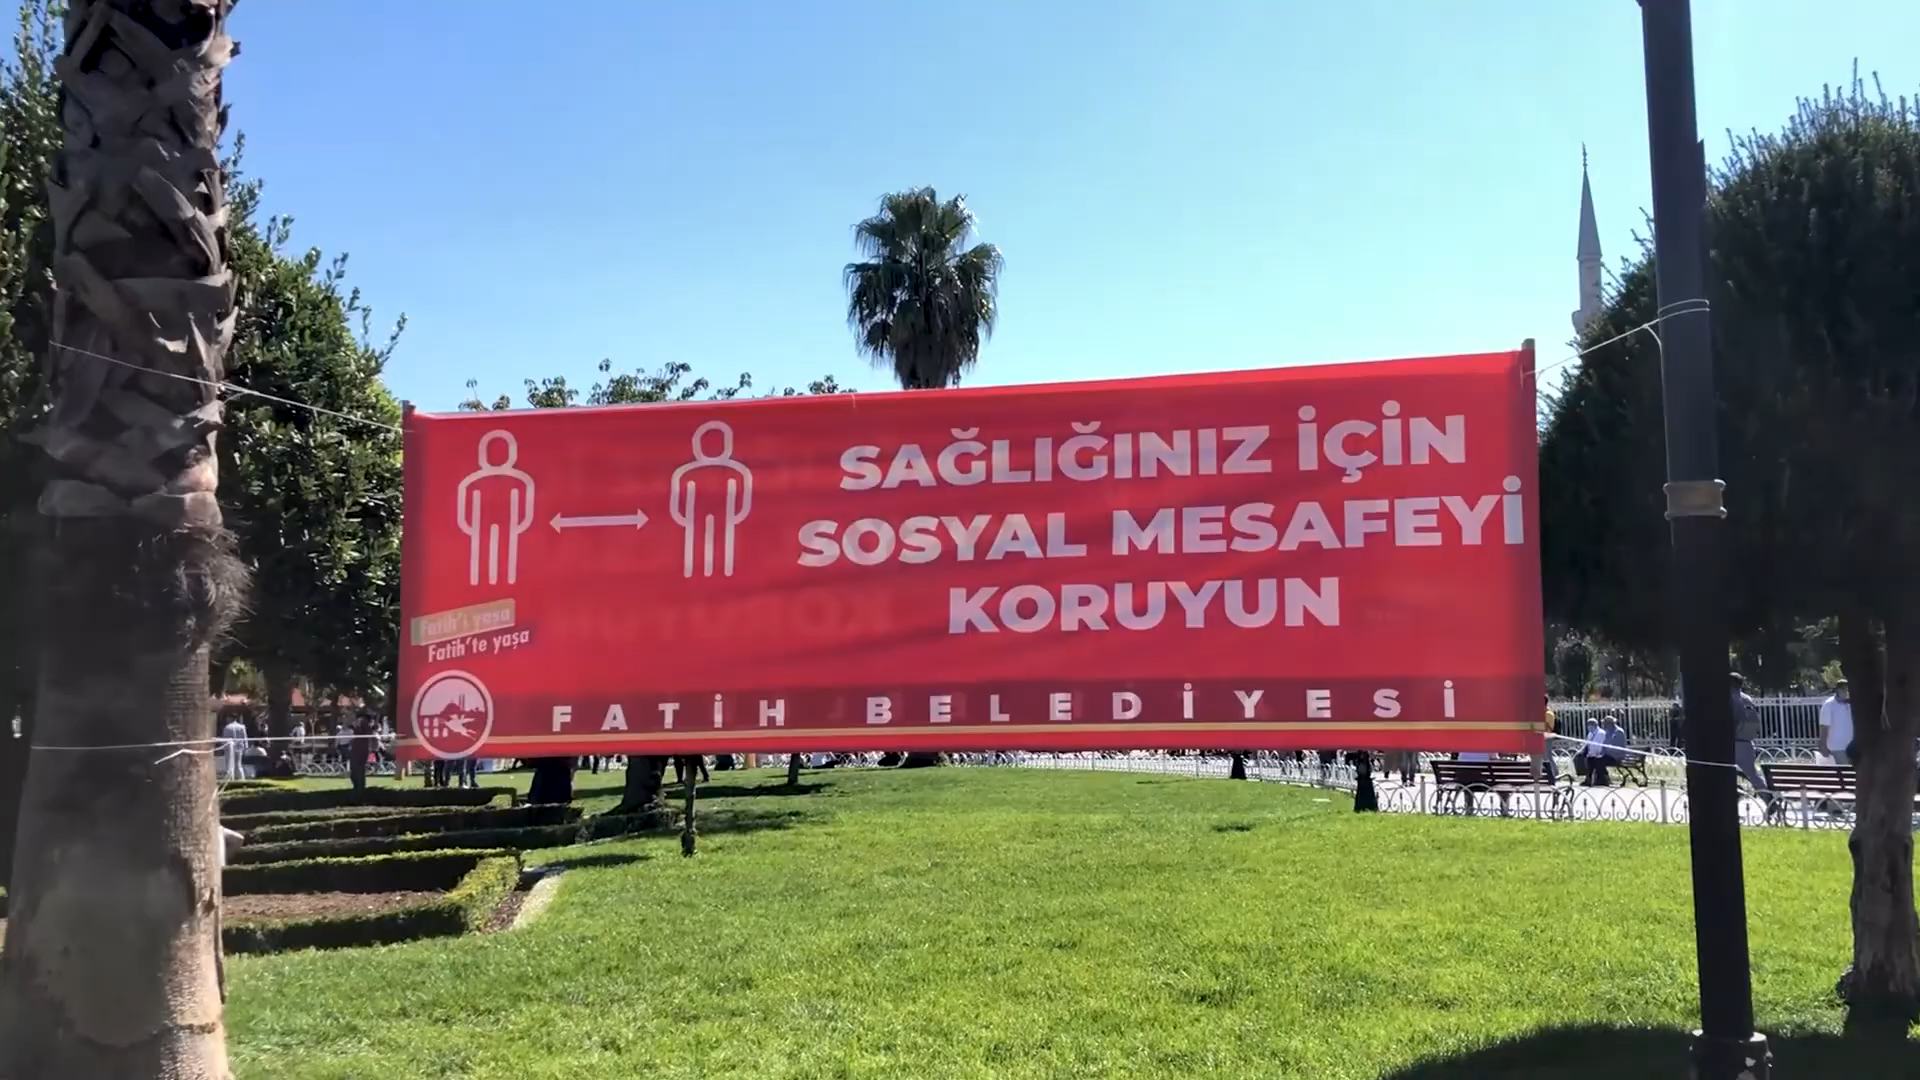 SAĞLIĞINIZ İÇİN
SOSYAL MESAFEYİ
KORUYUN
Fatih'i yaşa
Fatih'te yaşa
FATİH BELEDİYESİ